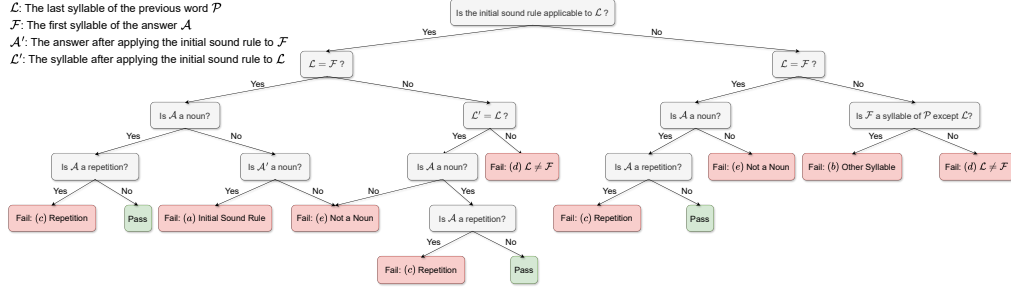 ℒ: The last syllable of the previous word 𝒫
ℱ: The first syllable of the answer 𝒜
𝒜′: The answer after applying the initial sound rule to ℱ
ℒ′: The syllable after applying the initial sound rule to ℒ
Is the initial sound rule applicable to ℒ?
Yes No
ℒ = ℱ? ℒ = ℱ?
Yes No Yes No
Is 𝒜 a noun? ℒ′ = ℒ? Is 𝒜 a noun? Is ℱ a syllable of 𝒫 except ℒ?
Yes No Yes No Yes No Yes No
Is 𝒜 a repetition? Is 𝒜′ a noun? Is 𝒜 a noun? Fail: (d) ℒ ≠ ℱ Is 𝒜 a repetition? Fail: (e) Not a Noun Fail: (b) Other Syllable Fail: (d) ℒ ≠ ℱ
Yes No Yes No No Yes Yes No
Fail: (c) Repetition Pass Fail: (a) Initial Sound Rule Fail: (e) Not a Noun Is 𝒜 a repetition? Fail: (c) Repetition Pass
Yes No
Fail: (c) Repetition Pass